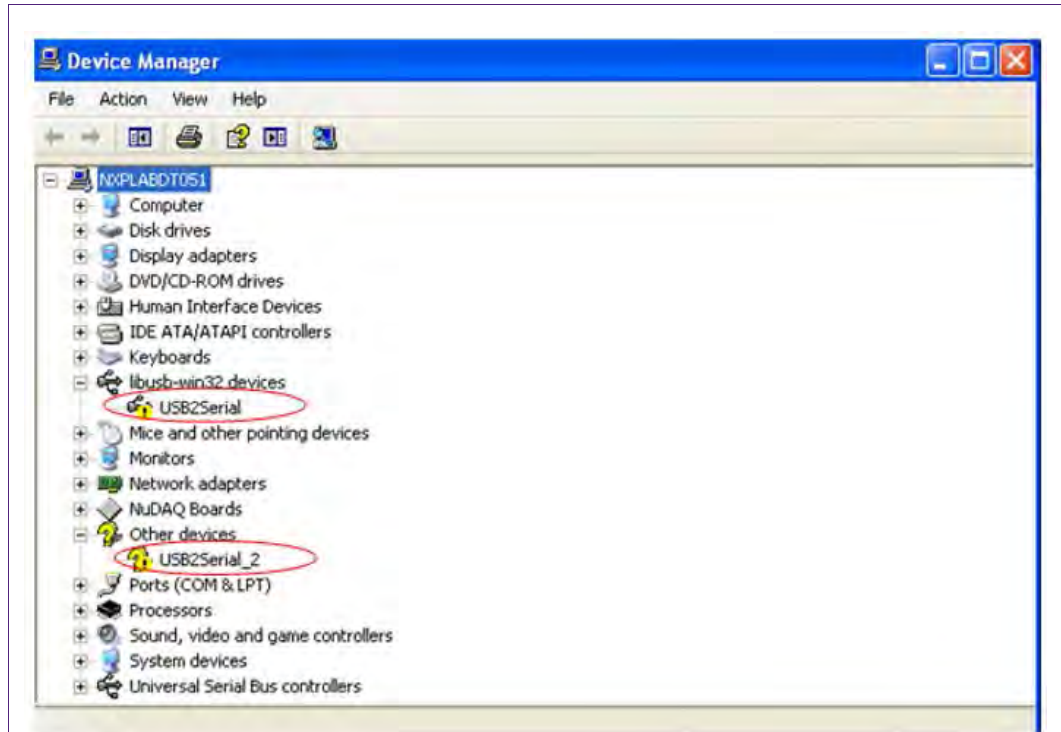 Device Manager
File Action View Help
NXPLABDT051
Computer
Disk drives
Display adapters
DVD/CD-ROM drives
Human Interface Devices
IDE ATA/ATAPI controllers
Keyboards
libusb-win32 devices
USB2Serial
Mice and other pointing devices
Monitors
Network adapters
NuDAQ Boards
Other devices
USB2Serial_2
Ports (COM & LPT)
Processors
Sound, video and game controllers
System devices
Universal Serial Bus controllers